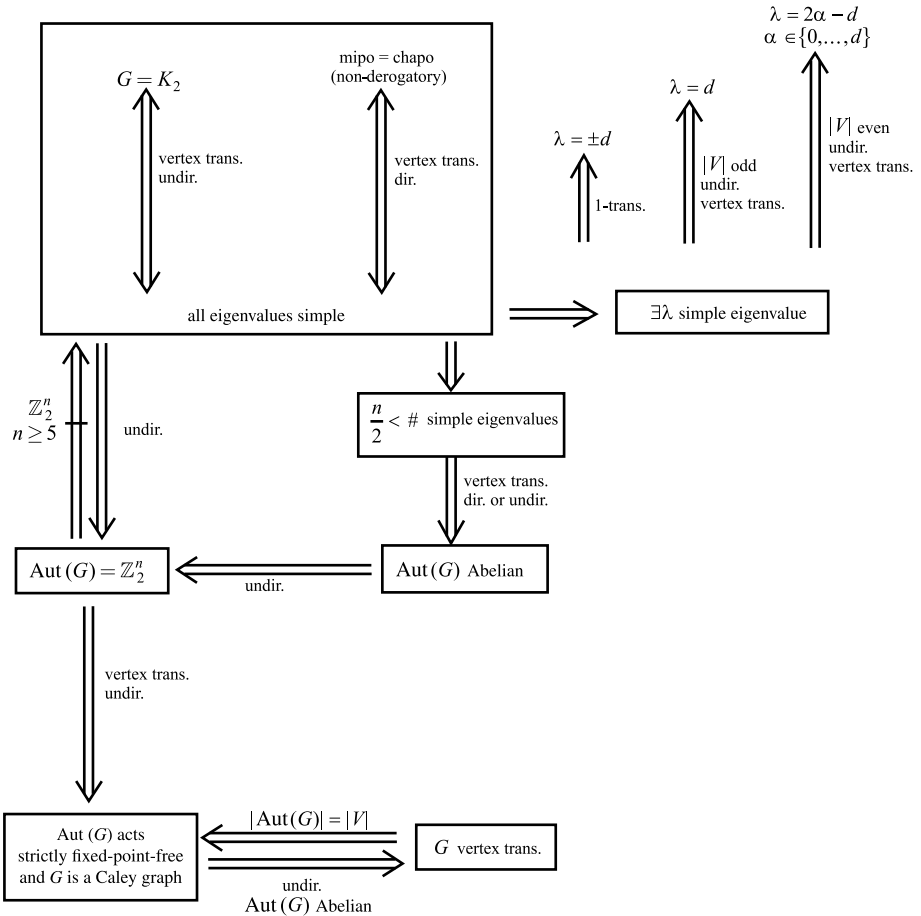 λ = 2α − d
α ∈ {0,…,d}
mipo = chapo
(non-derogatory)
G = K₂
λ = d
λ = ±d
|V| even
undir.
vertex trans.
vertex trans.
undir.
vertex trans.
dir.
|V| odd
undir.
vertex trans.
1-trans.
all eigenvalues simple
∃λ simple eigenvalue
ℤ₂ⁿ
n ≥ 5
undir.
n/2 < # simple eigenvalues
vertex trans.
dir. or undir.
Aut (G) = ℤ₂ⁿ
undir.
Aut (G) Abelian
vertex trans.
undir.
Aut (G) acts
strictly fixed-point-free
and G is a Caley graph
|Aut (G)| = |V|
G vertex trans.
undir.
Aut (G) Abelian